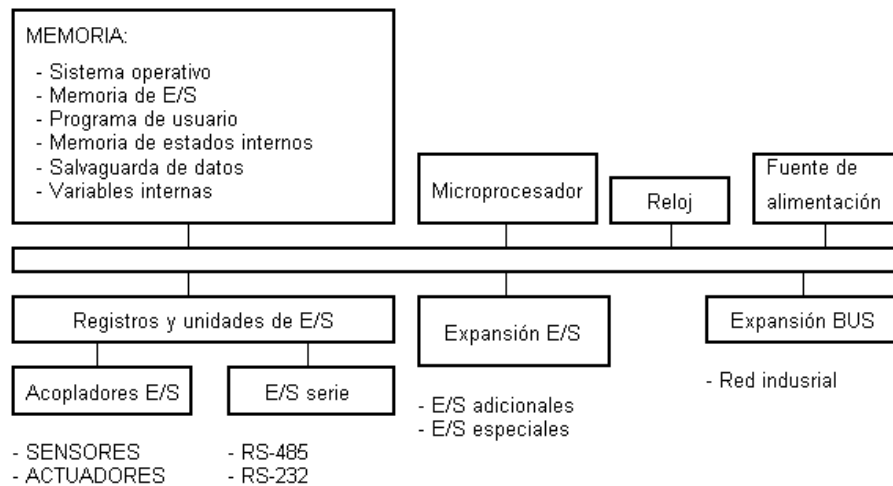 MEMORIA:
- Sistema operativo
- Memoria de E/S
- Programa de usuario
- Memoria de estados internos
- Salvaguarda de datos
- Variables internas
Microprocesador
Reloj
Fuente de
alimentación
Registros y unidades de E/S
Expansión E/S
Expansión BUS
Acopladores E/S
E/S serie
- Red indusrial
- E/S adicionales
- E/S especiales
- SENSORES
- ACTUADORES
- RS-485
- RS-232